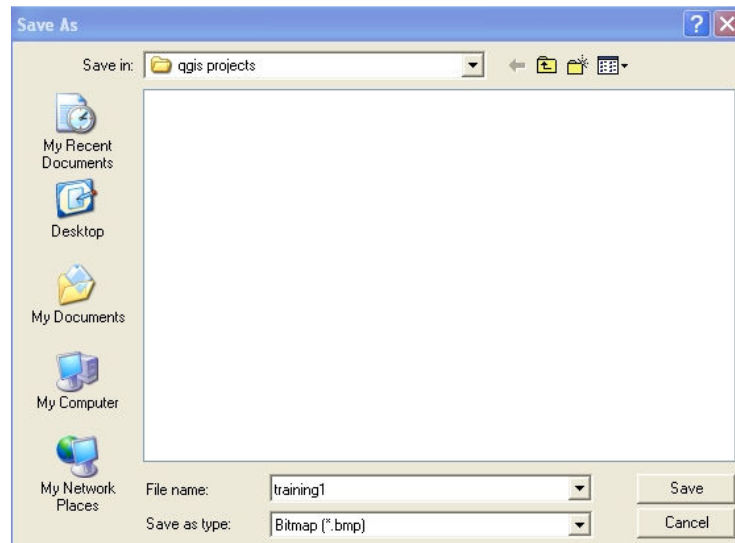 Save As
Save in:
qgis projects
My Recent
Documents
Desktop
My Documents
My Computer
My Network
Places
File name:
training1
Save
Save as type:
Bitmap (*.bmp)
Cancel